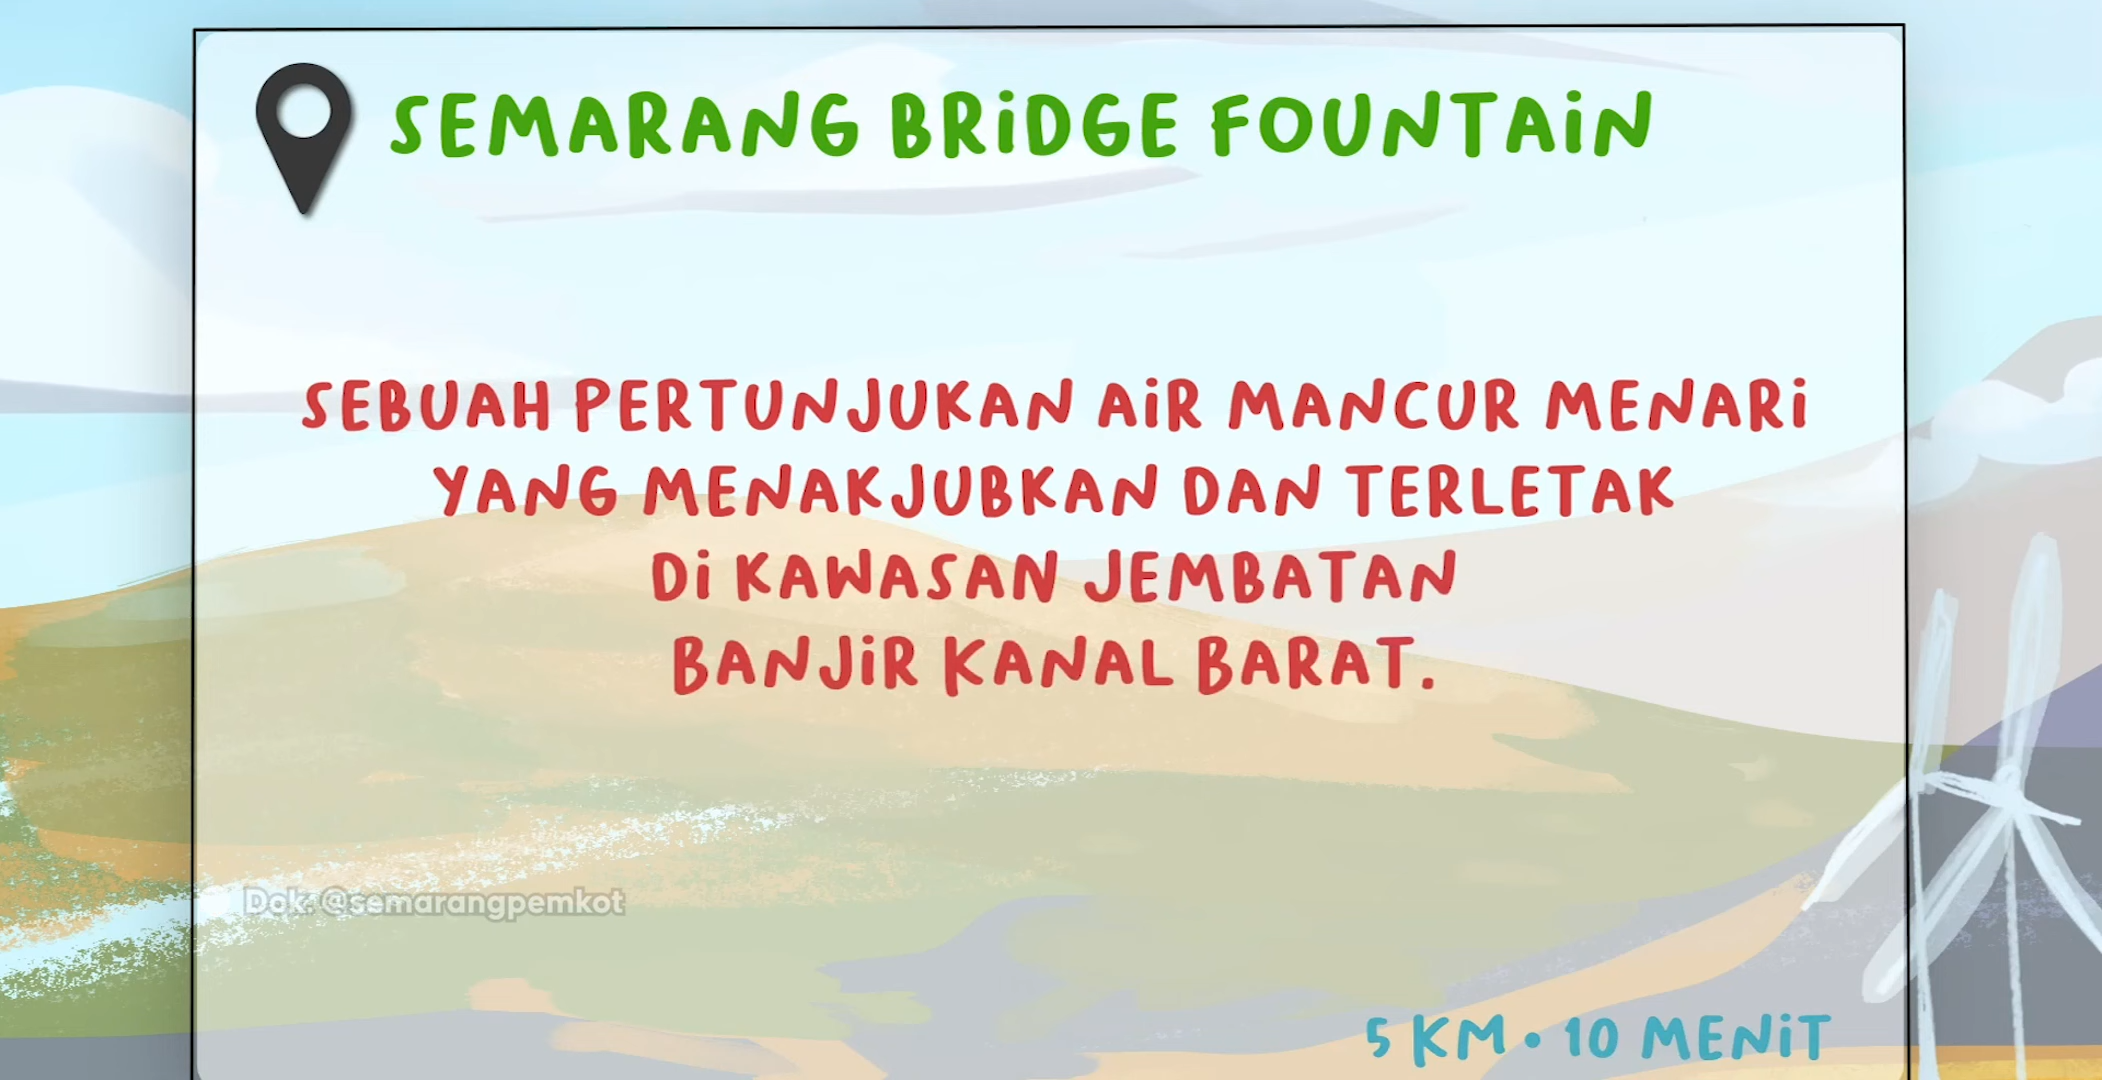 SEMARANG BRIDGE FOUNTAIN
SEBUAH PERTUNJUKAN AIR MANCUR MENARI
YANG MENAKJUBKAN DAN TERLETAK
DI KAWASAN JEMBATAN
BANJIR KANAL BARAT.
Dok. @semarangpemkot
5 KM • 10 MENIT